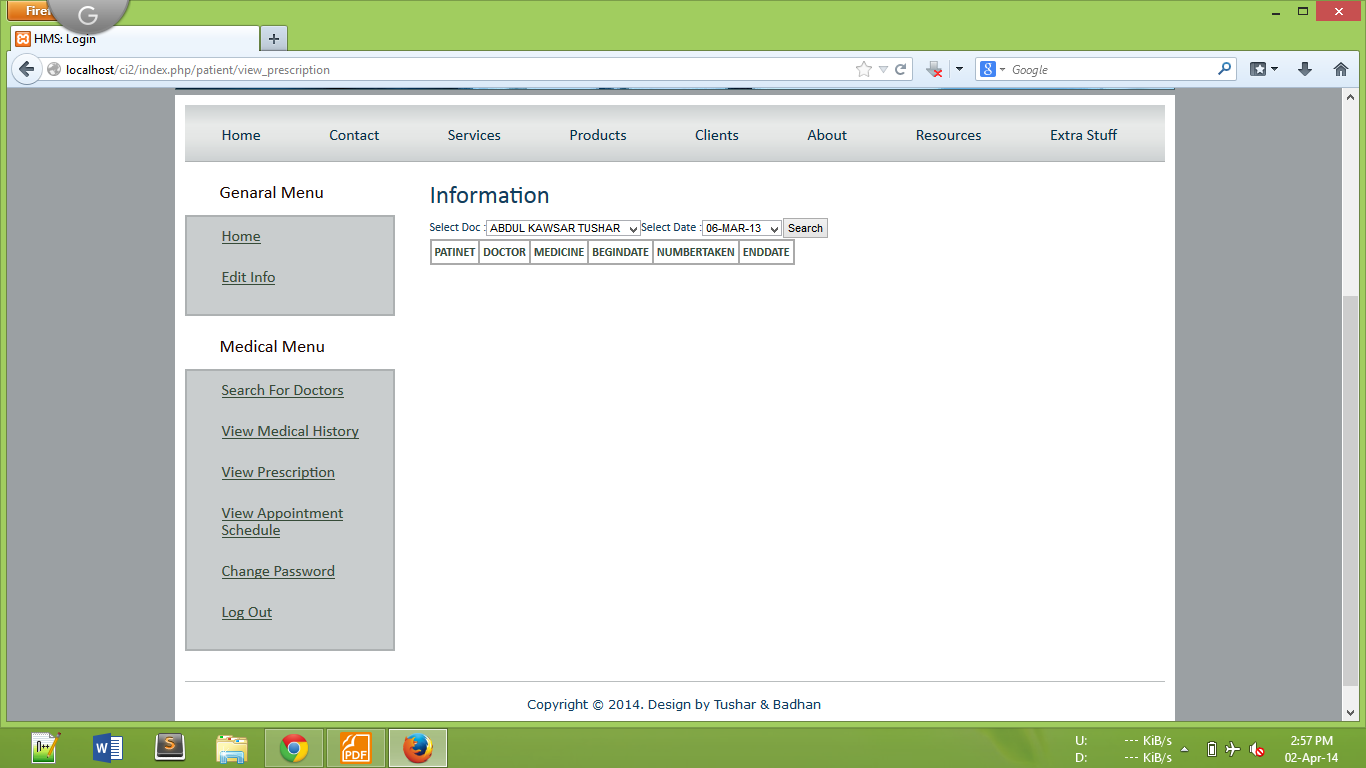 Firef
G
HMS: Login
localhost/ci2/index.php/patient/view_prescription
Google
Home Contact Services Products Clients About Resources Extra Stuff
Genaral Menu
Home
Edit Info
Medical Menu
Search For Doctors
View Medical History
View Prescription
View Appointment
Schedule
Change Password
Log Out
Information
Select Doc : ABDUL KAWSAR TUSHAR Select Date : 06-MAR-13 Search
PATINET DOCTOR MEDICINE BEGINDATE NUMBERTAKEN ENDDATE
Copyright © 2014. Design by Tushar & Badhan
U: --- KiB/s
D: --- KiB/s
2:57 PM
02-Apr-14